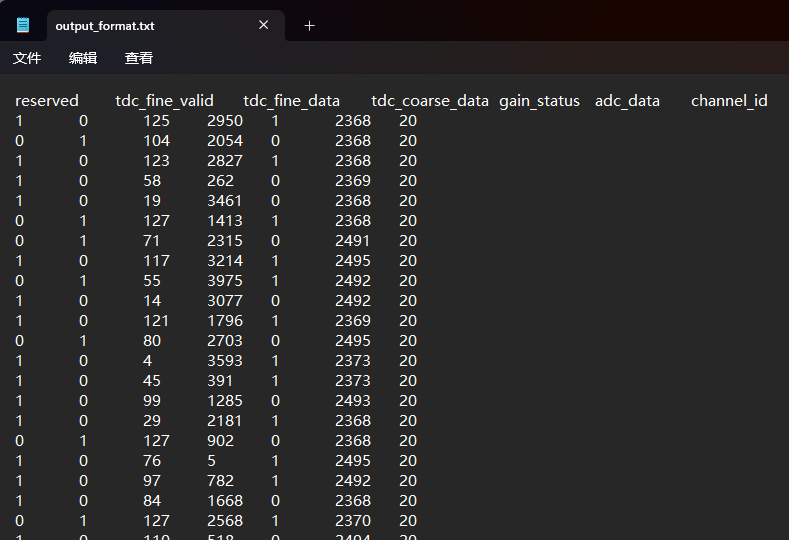 output_format.txt
文件 编辑 查看
reserved tdc_fine_valid tdc_fine_data tdc_coarse_data gain_status adc_data channel_id
1 0 125 2950 1 2368 20
0 1 104 2054 0 2368 20
1 0 123 2827 1 2368 20
1 0 58 262 0 2369 20
1 0 19 3461 0 2368 20
0 1 127 1413 1 2368 20
0 1 71 2315 0 2491 20
1 0 117 3214 1 2495 20
0 1 55 3975 1 2492 20
1 0 14 3077 0 2492 20
1 0 121 1796 1 2369 20
0 1 80 2703 0 2495 20
1 0 4 3593 1 2373 20
1 0 45 391 1 2373 20
1 0 99 1285 0 2493 20
1 0 29 2181 1 2368 20
0 1 127 902 0 2368 20
1 0 76 5 1 2495 20
1 0 97 782 1 2492 20
1 0 84 1668 0 2368 20
0 1 127 2568 1 2370 20
1 0 110 518 0 2494 20